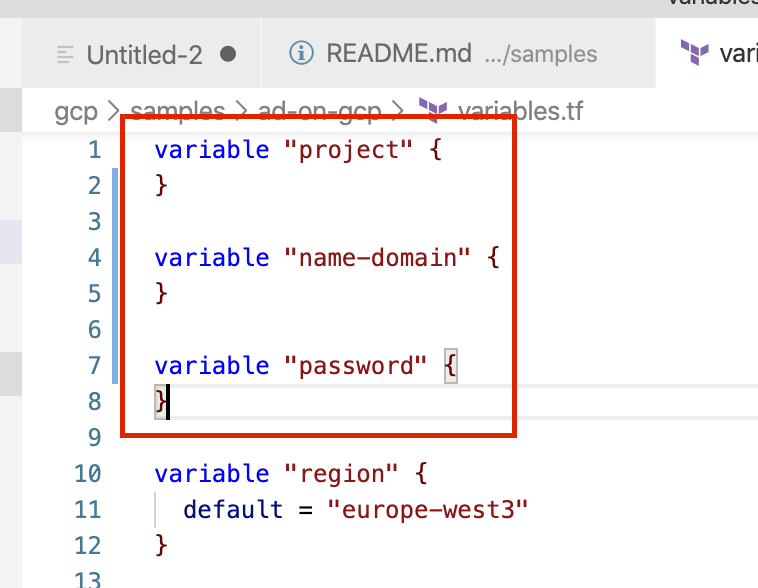 variables
Untitled-2 ● README.md .../samples vari
gcp > samples > ad-on-gcp > variables.tf
1 variable "project" {
2 }
3
4 variable "name-domain" {
5 }
6
7 variable "password" {
8 }
9
10 variable "region" {
11 default = "europe-west3"
12 }
13